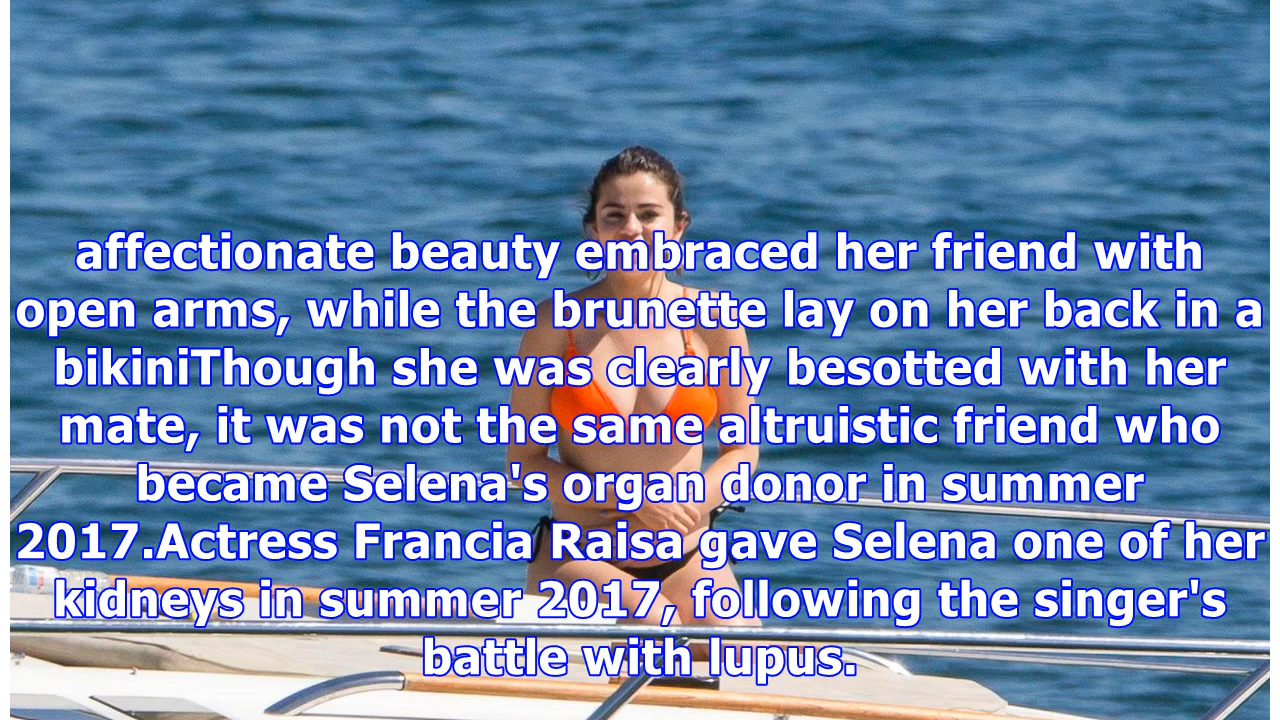 affectionate beauty embraced her friend with
open arms, while the brunette lay on her back in a
bikiniThough she was clearly besotted with her
mate, it was not the same altruistic friend who
became Selena's organ donor in summer
2017.Actress Francia Raisa gave Selena one of her
kidneys in summer 2017, following the singer's
battle with lupus.